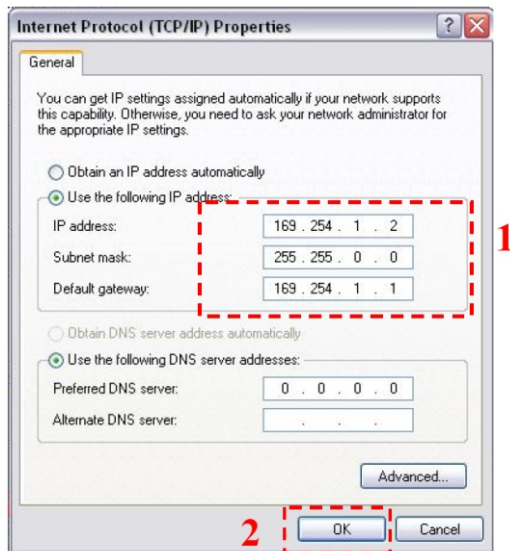 Internet Protocol (TCP/IP) Properties
General
You can get IP settings assigned automatically if your network supports
this capability. Otherwise, you need to ask your network administrator for
the appropriate IP settings.
Obtain an IP address automatically
Use the following IP address:
IP address: 169 . 254 . 1 . 2
Subnet mask: 255 . 255 . 0 . 0
Default gateway: 169 . 254 . 1 . 1
1
Obtain DNS server address automatically
Use the following DNS server addresses:
Preferred DNS server: 0 . 0 . 0 . 0
Alternate DNS server: . . .
Advanced...
2
OK Cancel